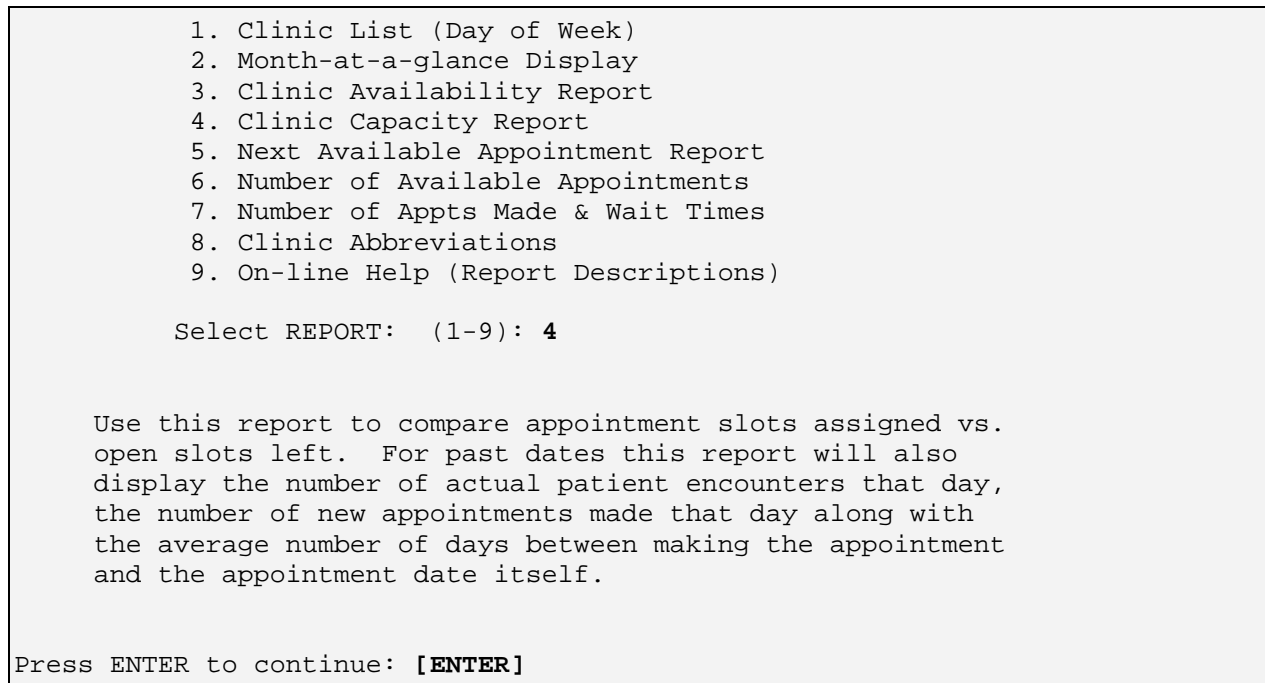 1. Clinic List (Day of Week)
2. Month-at-a-glance Display
3. Clinic Availability Report
4. Clinic Capacity Report
5. Next Available Appointment Report
6. Number of Available Appointments
7. Number of Appts Made & Wait Times
8. Clinic Abbreviations
9. On-line Help (Report Descriptions)
Select REPORT:  (1-9): 4
Use this report to compare appointment slots assigned vs.
open slots left.  For past dates this report will also
display the number of actual patient encounters that day,
the number of new appointments made that day along with
the average number of days between making the appointment
and the appointment date itself.
Press ENTER to continue: [ENTER]